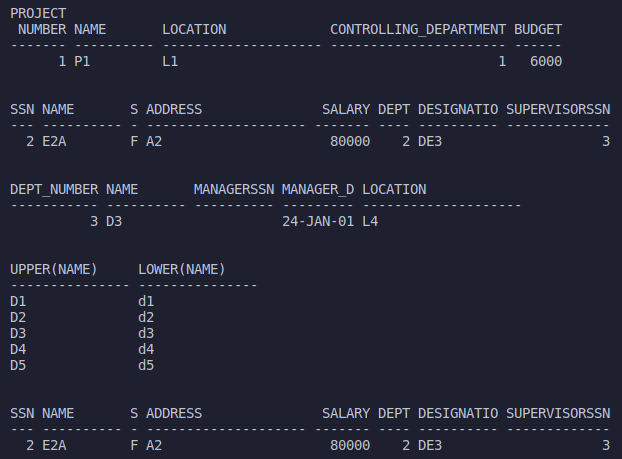 PROJECT
 NUMBER NAME       LOCATION             CONTROLLING_DEPARTMENT BUDGET
------- ---------- -------------------- ---------------------- ------
      1 P1         L1                                        1   6000
SSN NAME       S ADDRESS               SALARY DEPT DESIGNATIO SUPERVISORSSN
--- ---------- - -------------------- ------- ---- ---------- -------------
  2 E2A        F A2                     80000    2 DE3                    3
DEPT_NUMBER NAME       MANAGERSSN MANAGER_D LOCATION
----------- ---------- ---------- --------- --------------------
          3 D3                    24-JAN-01 L4
UPPER(NAME)     LOWER(NAME)
--------------- ---------------
D1              d1
D2              d2
D3              d3
D4              d4
D5              d5
SSN NAME       S ADDRESS               SALARY DEPT DESIGNATIO SUPERVISORSSN
--- ---------- - -------------------- ------- ---- ---------- -------------
  2 E2A        F A2                     80000    2 DE3                    3